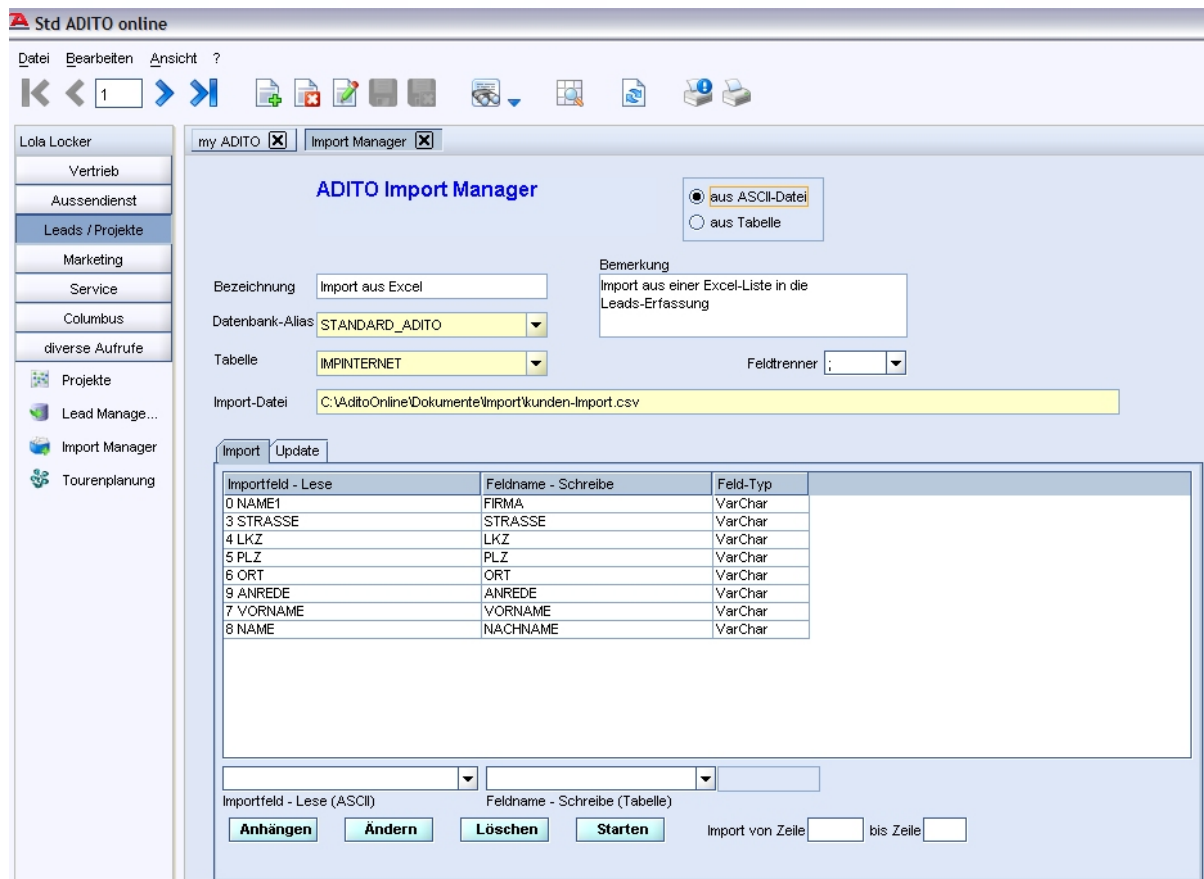 Std ADITO online
Datei Bearbeiten Ansicht ?
1
Lola Locker
Vertrieb
Aussendienst
Leads / Projekte
Marketing
Service
Columbus
diverse Aufrufe
Projekte
Lead Manage...
Import Manager
Tourenplanung
my ADITO
Import Manager
ADITO Import Manager
aus ASCII-Datei
aus Tabelle
Bemerkung
Import aus einer Excel-Liste in die
Leads-Erfassung
Bezeichnung Import aus Excel
Datenbank-Alias STANDARD_ADITO
Tabelle IMPINTERNET
Feldtrenner ;
Import-Datei C:\AditoOnline\Dokumente\Import\kunden-Import.csv
Import Update
Importfeld - Lese Feldname - Schreibe Feld-Typ
0 NAME1 FIRMA VarChar
3 STRASSE STRASSE VarChar
4 LKZ LKZ VarChar
5 PLZ PLZ VarChar
6 ORT ORT VarChar
9 ANREDE ANREDE VarChar
7 VORNAME VORNAME VarChar
8 NAME NACHNAME VarChar
Importfeld - Lese (ASCII) Feldname - Schreibe (Tabelle)
Anhängen Ändern Löschen Starten Import von Zeile bis Zeile